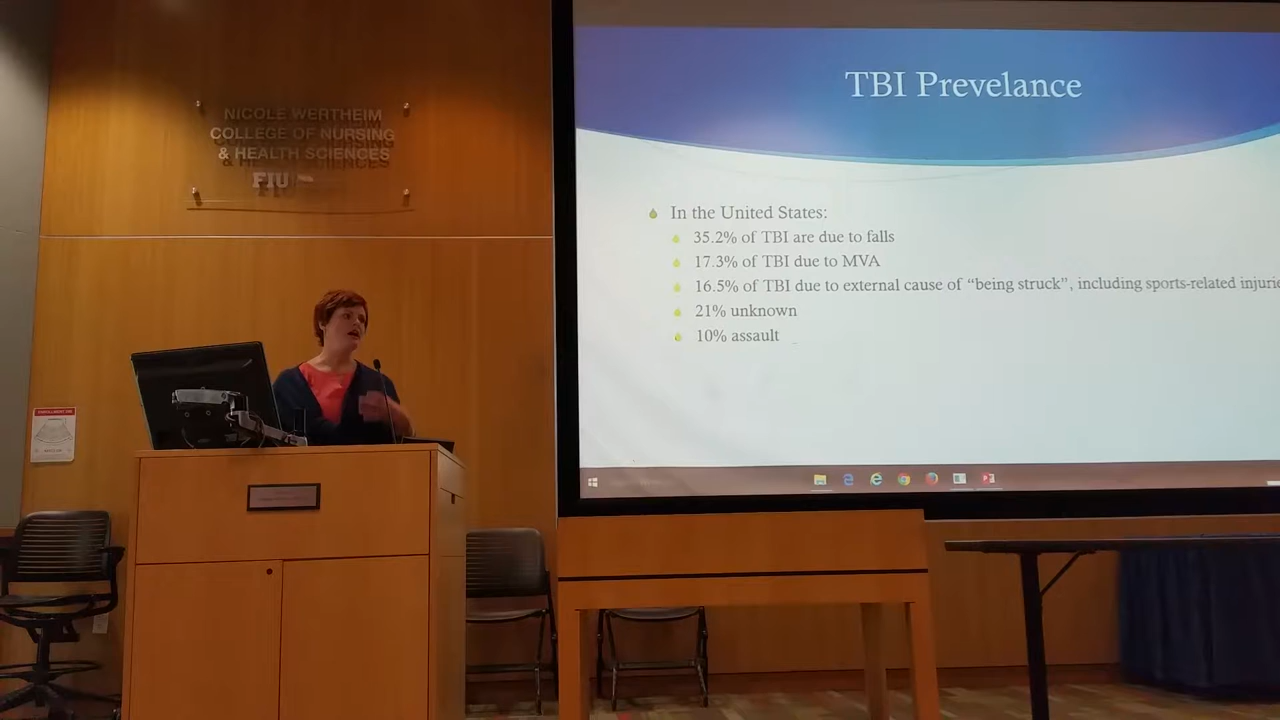 NICOLE WERTHEIM
COLLEGE OF NURSING
& HEALTH SCIENCES
FIU
TBI Prevelance
In the United States:
35.2% of TBI are due to falls
17.3% of TBI due to MVA
16.5% of TBI due to external cause of “being struck”, including sports-related injurie
21% unknown
10% assault